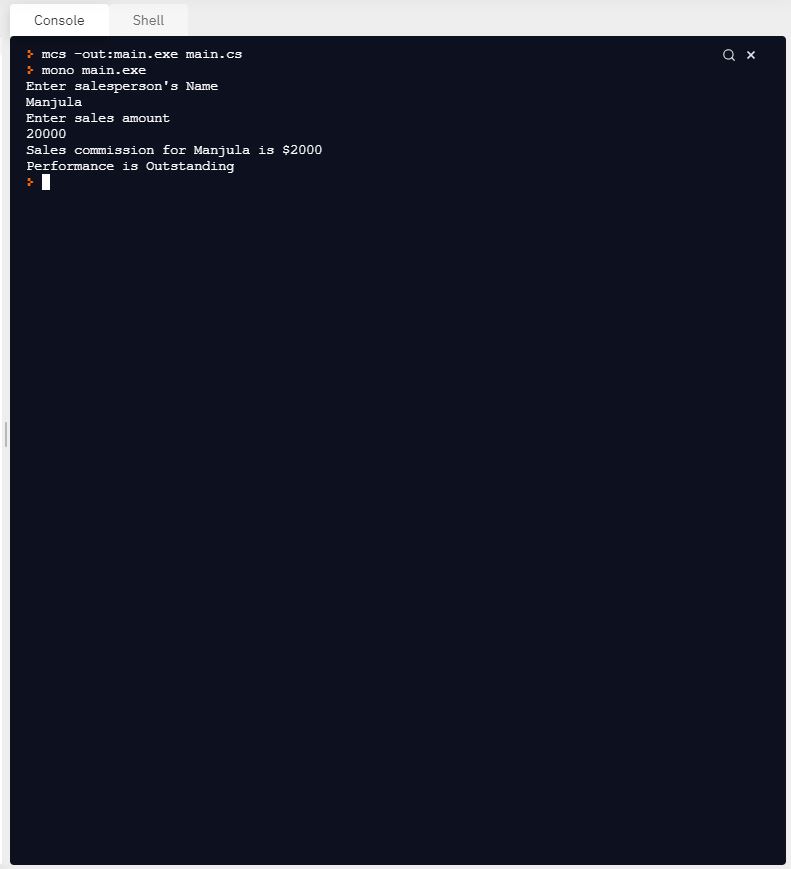 Console Shell
mcs -out:main.exe main.cs
mono main.exe
Enter salesperson's Name
Manjula
Enter sales amount
20000
Sales commission for Manjula is $2000
Performance is Outstanding